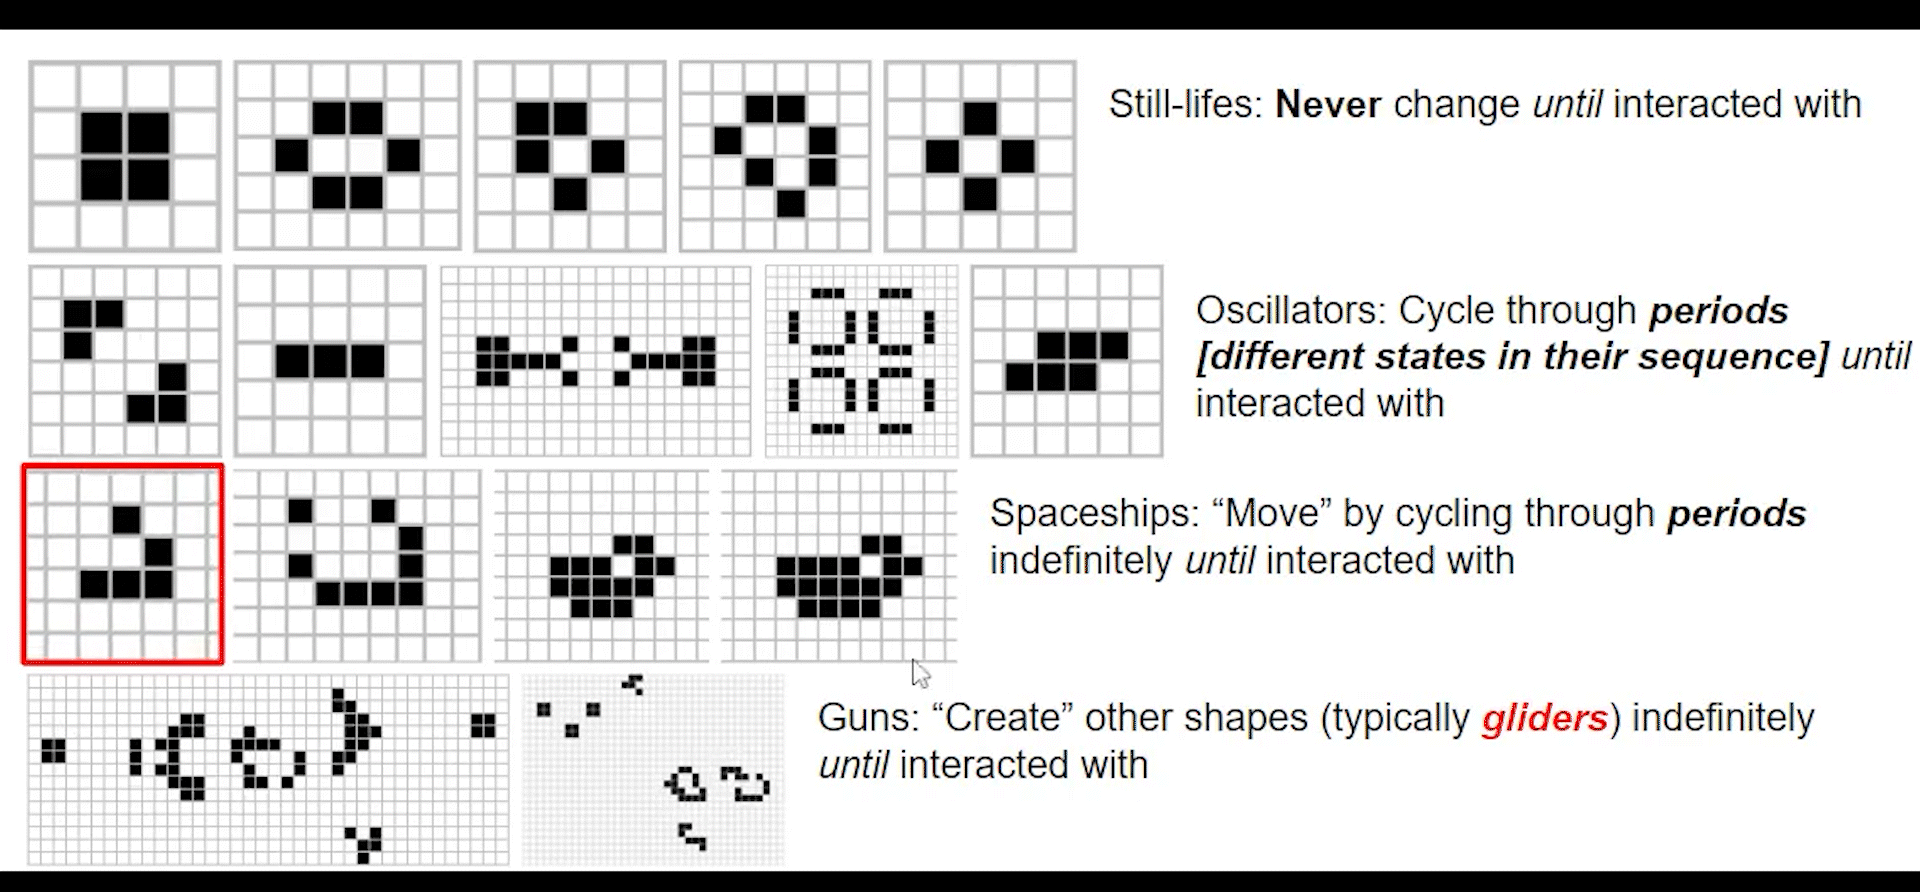 Still-lifes: Never change until interacted with
Oscillators: Cycle through periods
[different states in their sequence] until
interacted with
Spaceships: “Move” by cycling through periods
indefinitely until interacted with
Guns: “Create” other shapes (typically gliders) indefinitely
until interacted with